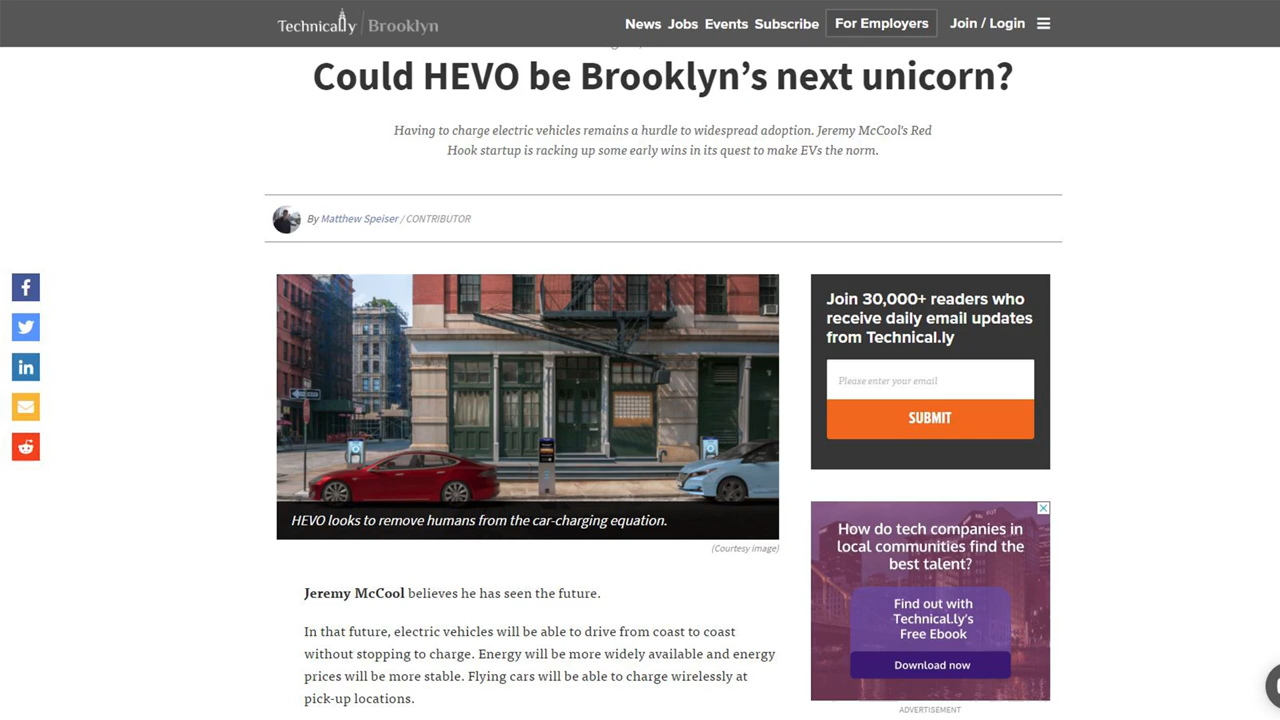 Technical.ly Brooklyn
News Jobs Events Subscribe For Employers Join / Login
Could HEVO be Brooklyn's next unicorn?
Having to charge electric vehicles remains a hurdle to widespread adoption. Jeremy McCool's Red
Hook startup is racking up some early wins in its quest to make EVs the norm.
By Matthew Speiser / CONTRIBUTOR
HEVO looks to remove humans from the car-charging equation.
(Courtesy image)
Jeremy McCool believes he has seen the future.
In that future, electric vehicles will be able to drive from coast to coast
without stopping to charge. Energy will be more widely available and energy
prices will be more stable. Flying cars will be able to charge wirelessly at
pick-up locations.
Join 30,000+ readers who
receive daily email updates
from Technical.ly
Please enter your email
SUBMIT
How do tech companies in
local communities find the
best talent?
Find out with
Technical.ly's
Free Ebook
Download now
ADVERTISEMENT